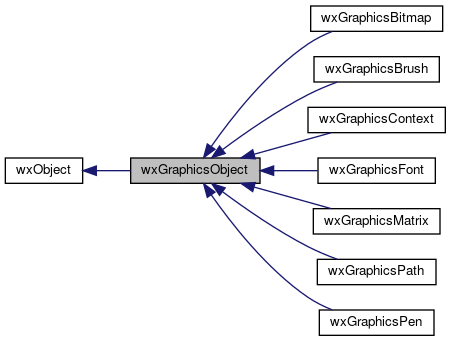 wxGraphicsBitmap
wxGraphicsBrush
wxGraphicsContext
wxObject
wxGraphicsObject
wxGraphicsFont
wxGraphicsMatrix
wxGraphicsPath
wxGraphicsPen